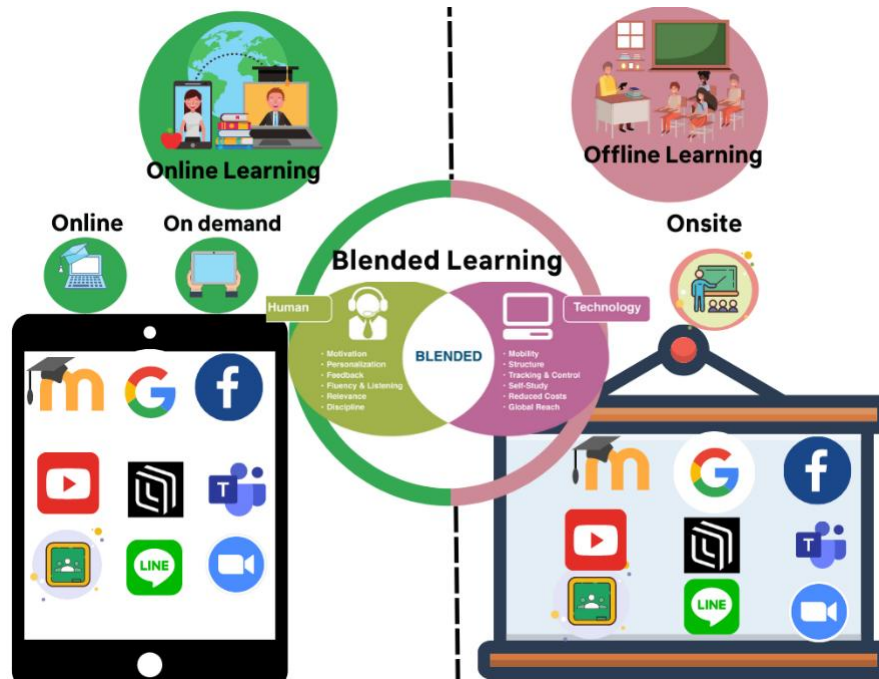 Online Learning
Offline Learning
Online
On demand
Onsite
Blended Learning
Human
Technology
• Motivation
• Personalization
• Feedback
• Fluency & Listening
• Relevance
• Discipline
BLENDED
• Mobility
• Structure
• Tracking & Control
• Self-Study
• Reduced Costs
• Global Reach
m
G
f
T
LINE
m
G
f
T
LINE